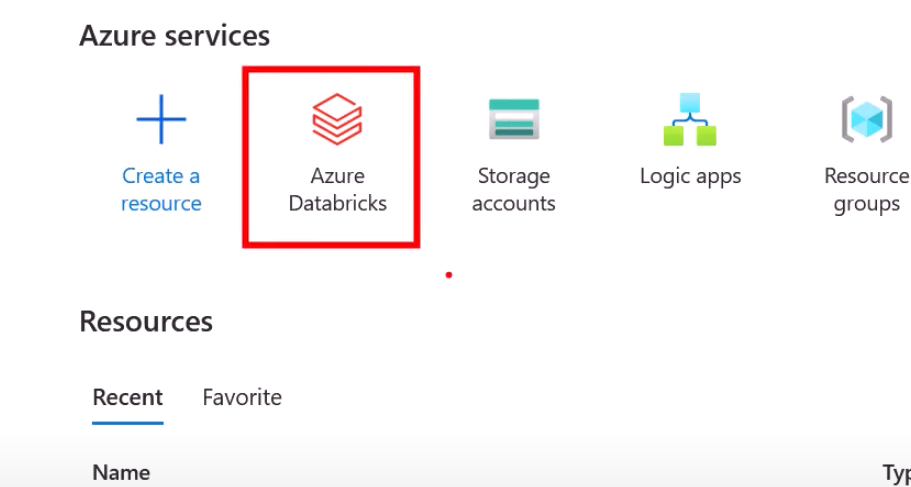 Azure services
Create a
resource
Azure
Databricks
Storage
accounts
Logic apps
Resource
groups
Resources
Recent
Favorite
Name